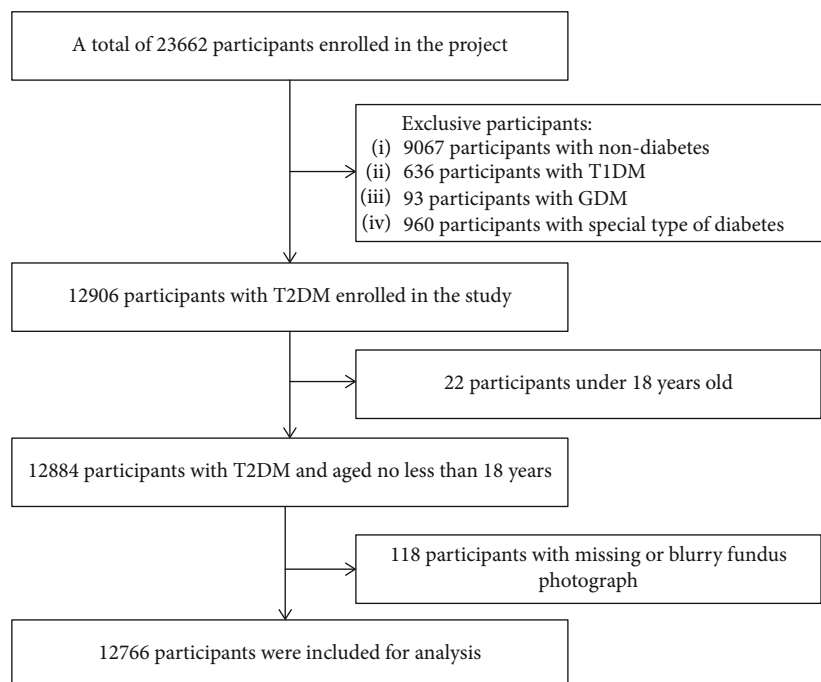 A total of 23662 participants enrolled in the project
Exclusive participants:
(i) 9067 participants with non-diabetes
(ii) 636 participants with T1DM
(iii) 93 participants with GDM
(iv) 960 participants with special type of diabetes
12906 participants with T2DM enrolled in the study
22 participants under 18 years old
12884 participants with T2DM and aged no less than 18 years
118 participants with missing or blurry fundus
photograph
12766 participants were included for analysis